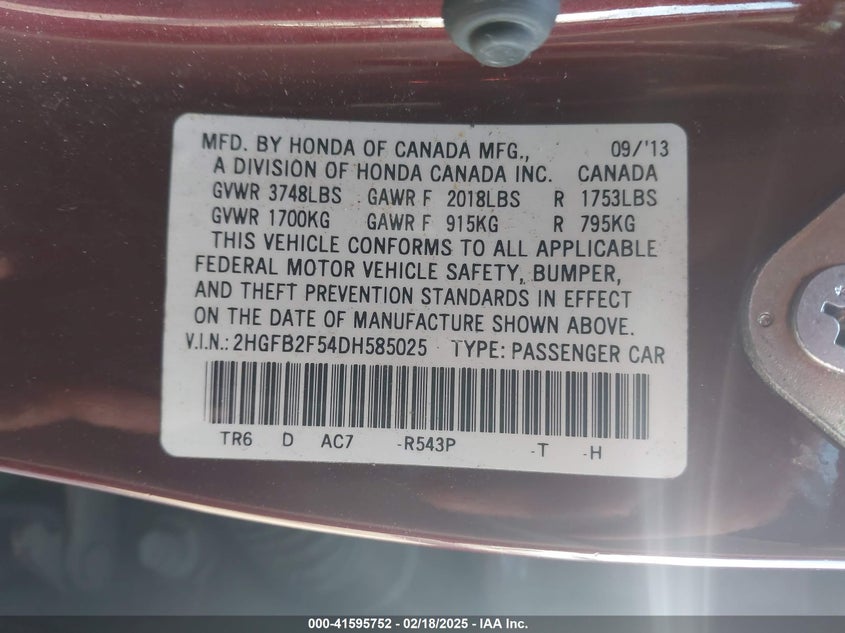 MFD. BY HONDA OF CANADA MFG., 09/'13
A DIVISION OF HONDA CANADA INC. CANADA
GVWR 3748LBS GAWR F 2018LBS R 1753LBS
GVWR 1700KG GAWR F 915KG R 795KG
THIS VEHICLE CONFORMS TO ALL APPLICABLE
FEDERAL MOTOR VEHICLE SAFETY, BUMPER,
AND THEFT PREVENTION STANDARDS IN EFFECT
ON THE DATE OF MANUFACTURE SHOWN ABOVE.
V.I.N.: 2HGFB2F54DH585025 TYPE: PASSENGER CAR
TR6 D AC7 -R543P -T -H
000-41595752 — 02/18/2025 — IAA Inc.